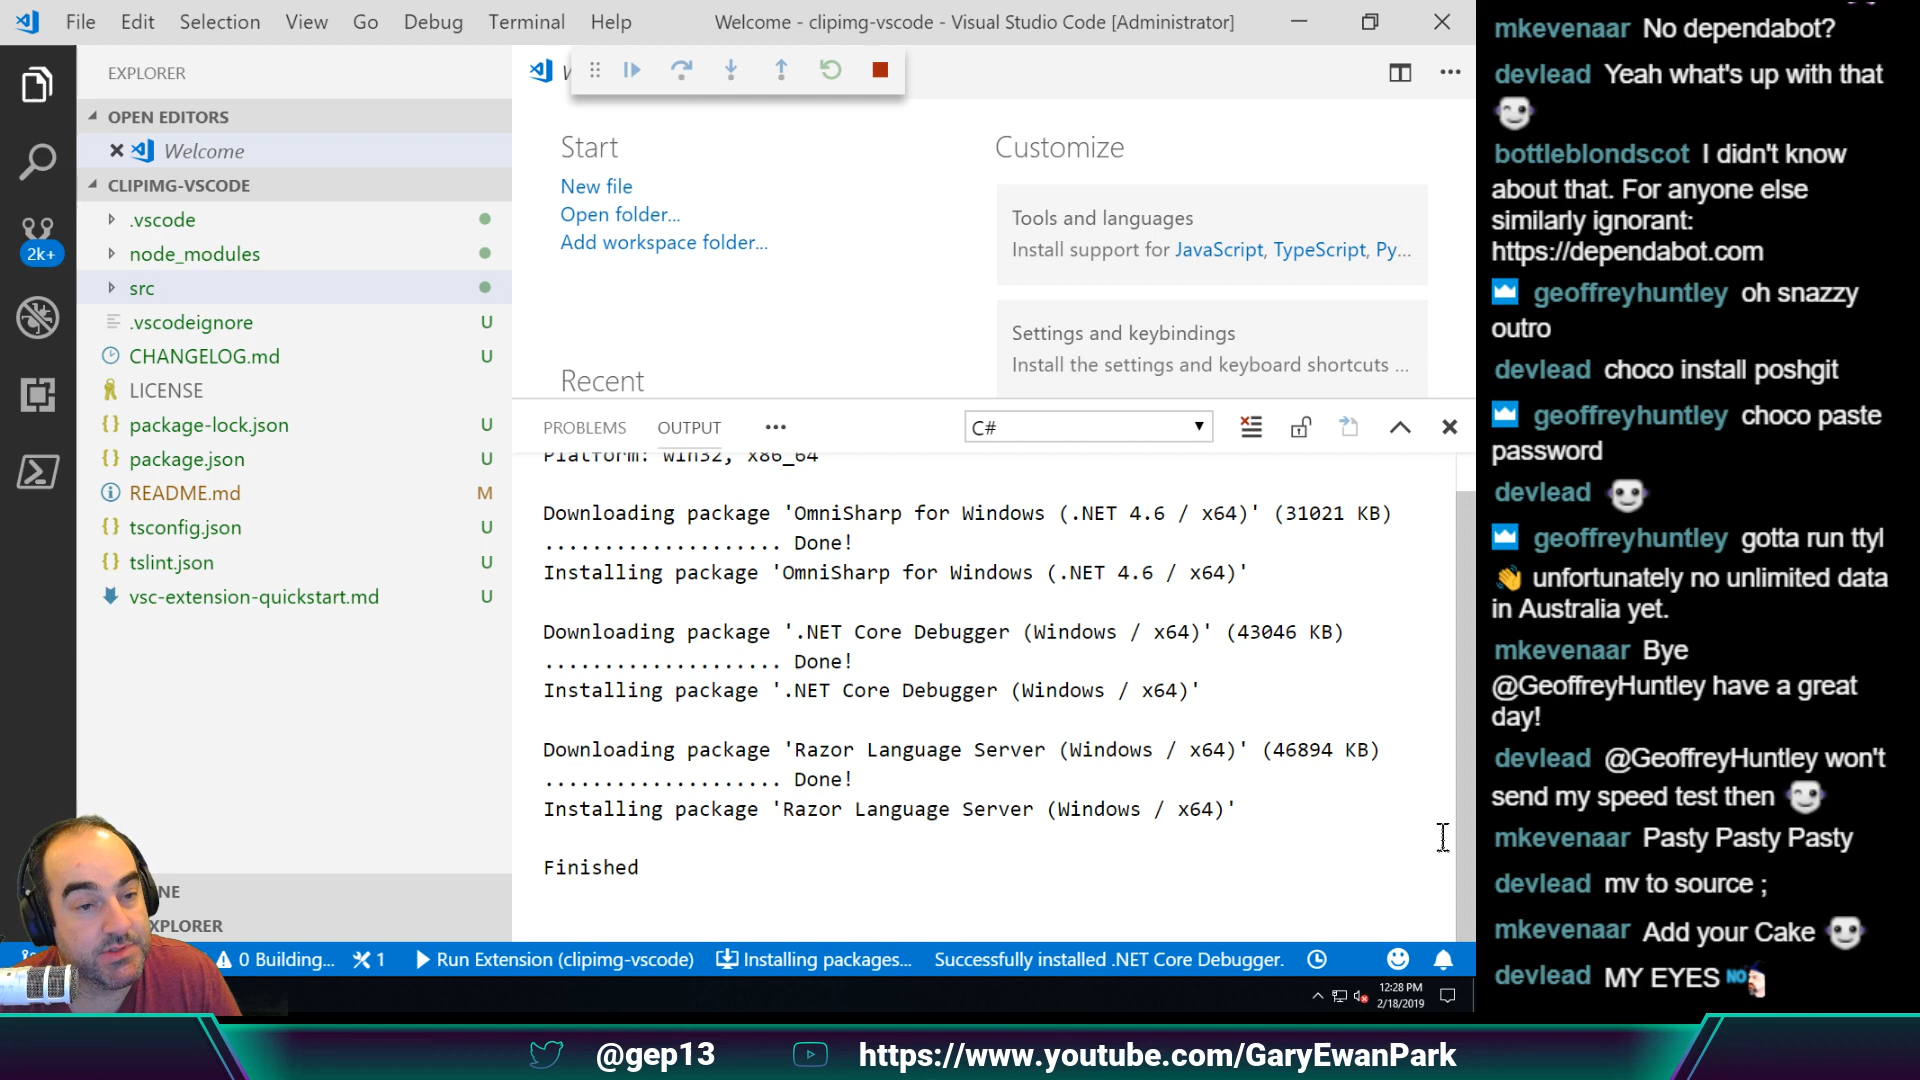 File Edit Selection View Go Debug Terminal Help
Welcome - clipimg-vscode - Visual Studio Code [Administrator]
EXPLORER
OPEN EDITORS
Welcome
CLIPIMG-VSCODE
.vscode
node_modules
2k+
src
.vscodeignore U
CHANGELOG.md U
LICENSE
package-lock.json U
package.json U
README.md M
tsconfig.json U
tslint.json U
vsc-extension-quickstart.md U
NE
XPLORER
Start
New file
Open folder...
Add workspace folder...
Recent
Customize
Tools and languages
Install support for JavaScript, TypeScript, Py...
Settings and keybindings
Install the settings and keyboard shortcuts ...
PROBLEMS OUTPUT ••• C#
Platform: win32, x86_64
Downloading package 'OmniSharp for Windows (.NET 4.6 / x64)' (31021 KB)
.................... Done!
Installing package 'OmniSharp for Windows (.NET 4.6 / x64)'
Downloading package '.NET Core Debugger (Windows / x64)' (43046 KB)
.................... Done!
Installing package '.NET Core Debugger (Windows / x64)'
Downloading package 'Razor Language Server (Windows / x64)' (46894 KB)
.................... Done!
Installing package 'Razor Language Server (Windows / x64)'
Finished
0 Building... 1 Run Extension (clipimg-vscode) Installing packages... Successfully installed .NET Core Debugger.
12:28 PM
2/18/2019
mkevenaar No dependabot?
devlead Yeah what's up with that
bottleblondscot I didn't know
about that. For anyone else
similarly ignorant:
https://dependabot.com
geoffreyhuntley oh snazzy
outro
devlead choco install poshgit
geoffreyhuntley choco paste
password
devlead
geoffreyhuntley gotta run ttyl
unfortunately no unlimited data
in Australia yet.
mkevenaar Bye
@GeoffreyHuntley have a great
day!
devlead @GeoffreyHuntley won't
send my speed test then
mkevenaar Pasty Pasty Pasty
devlead mv to source ;
mkevenaar Add your Cake
devlead MY EYES NO
@gep13
https://www.youtube.com/GaryEwanPark